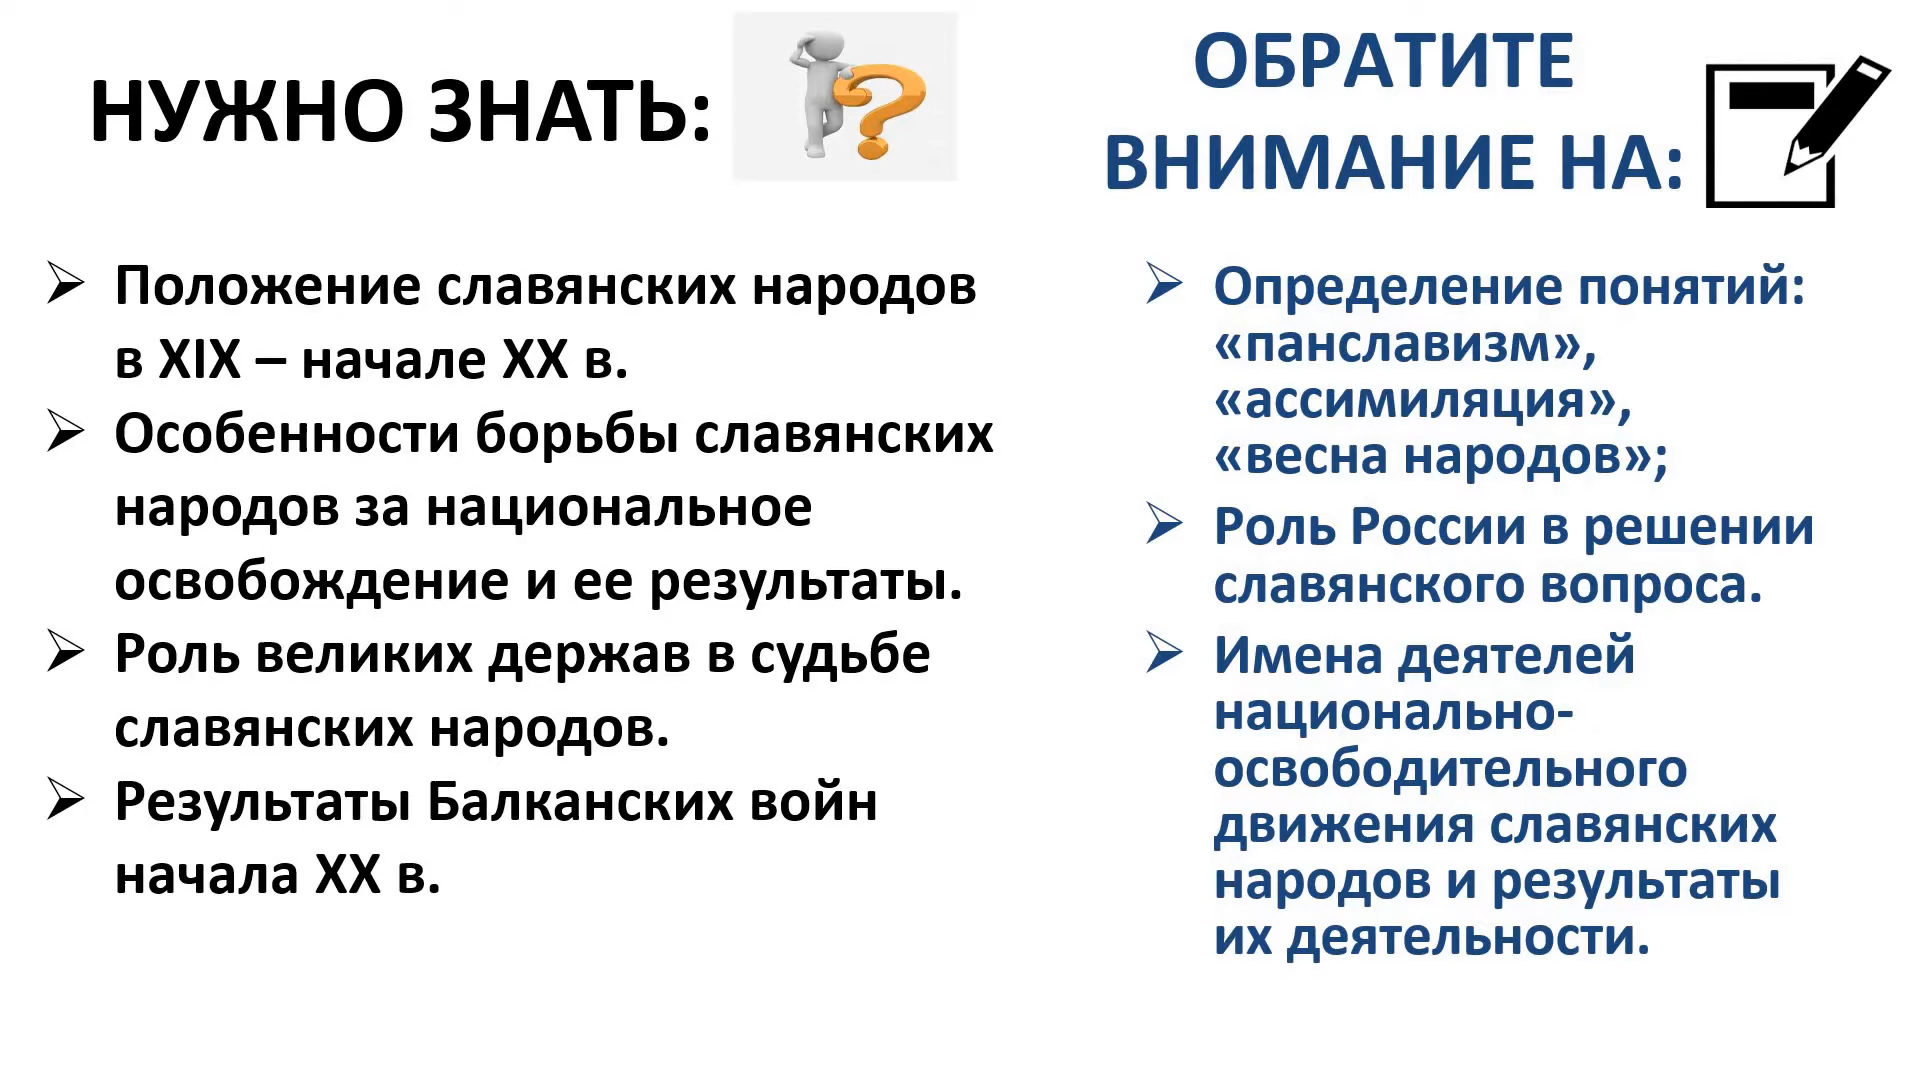 НУЖНО ЗНАТЬ:
Положение славянских народов
в XIX – начале XX в.
Особенности борьбы славянских
народов за национальное
освобождение и ее результаты.
Роль великих держав в судьбе
славянских народов.
Результаты Балканских войн
начала XX в.
ОБРАТИТЕ
ВНИМАНИЕ НА:
Определение понятий:
«панславизм»,
«ассимиляция»,
«весна народов»;
Роль России в решении
славянского вопроса.
Имена деятелей
национально-
освободительного
движения славянских
народов и результаты
их деятельности.